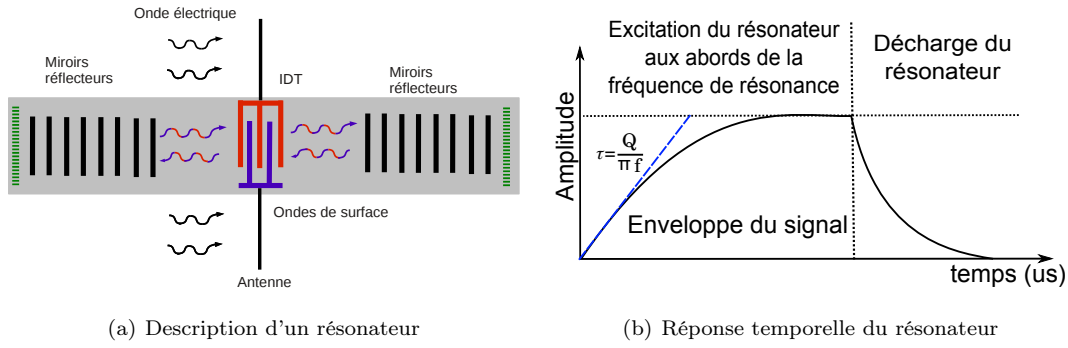 Onde électrique
Miroirs
réflecteurs
IDT
Miroirs
réflecteurs
Ondes de surface
Antenne
(a) Description d'un résonateur
Excitation du résonateur
aux abords de la
fréquence de résonance
Décharge du
résonateur
Amplitude
τ=Q/πf
Enveloppe du signal
temps (us)
(b) Réponse temporelle du résonateur